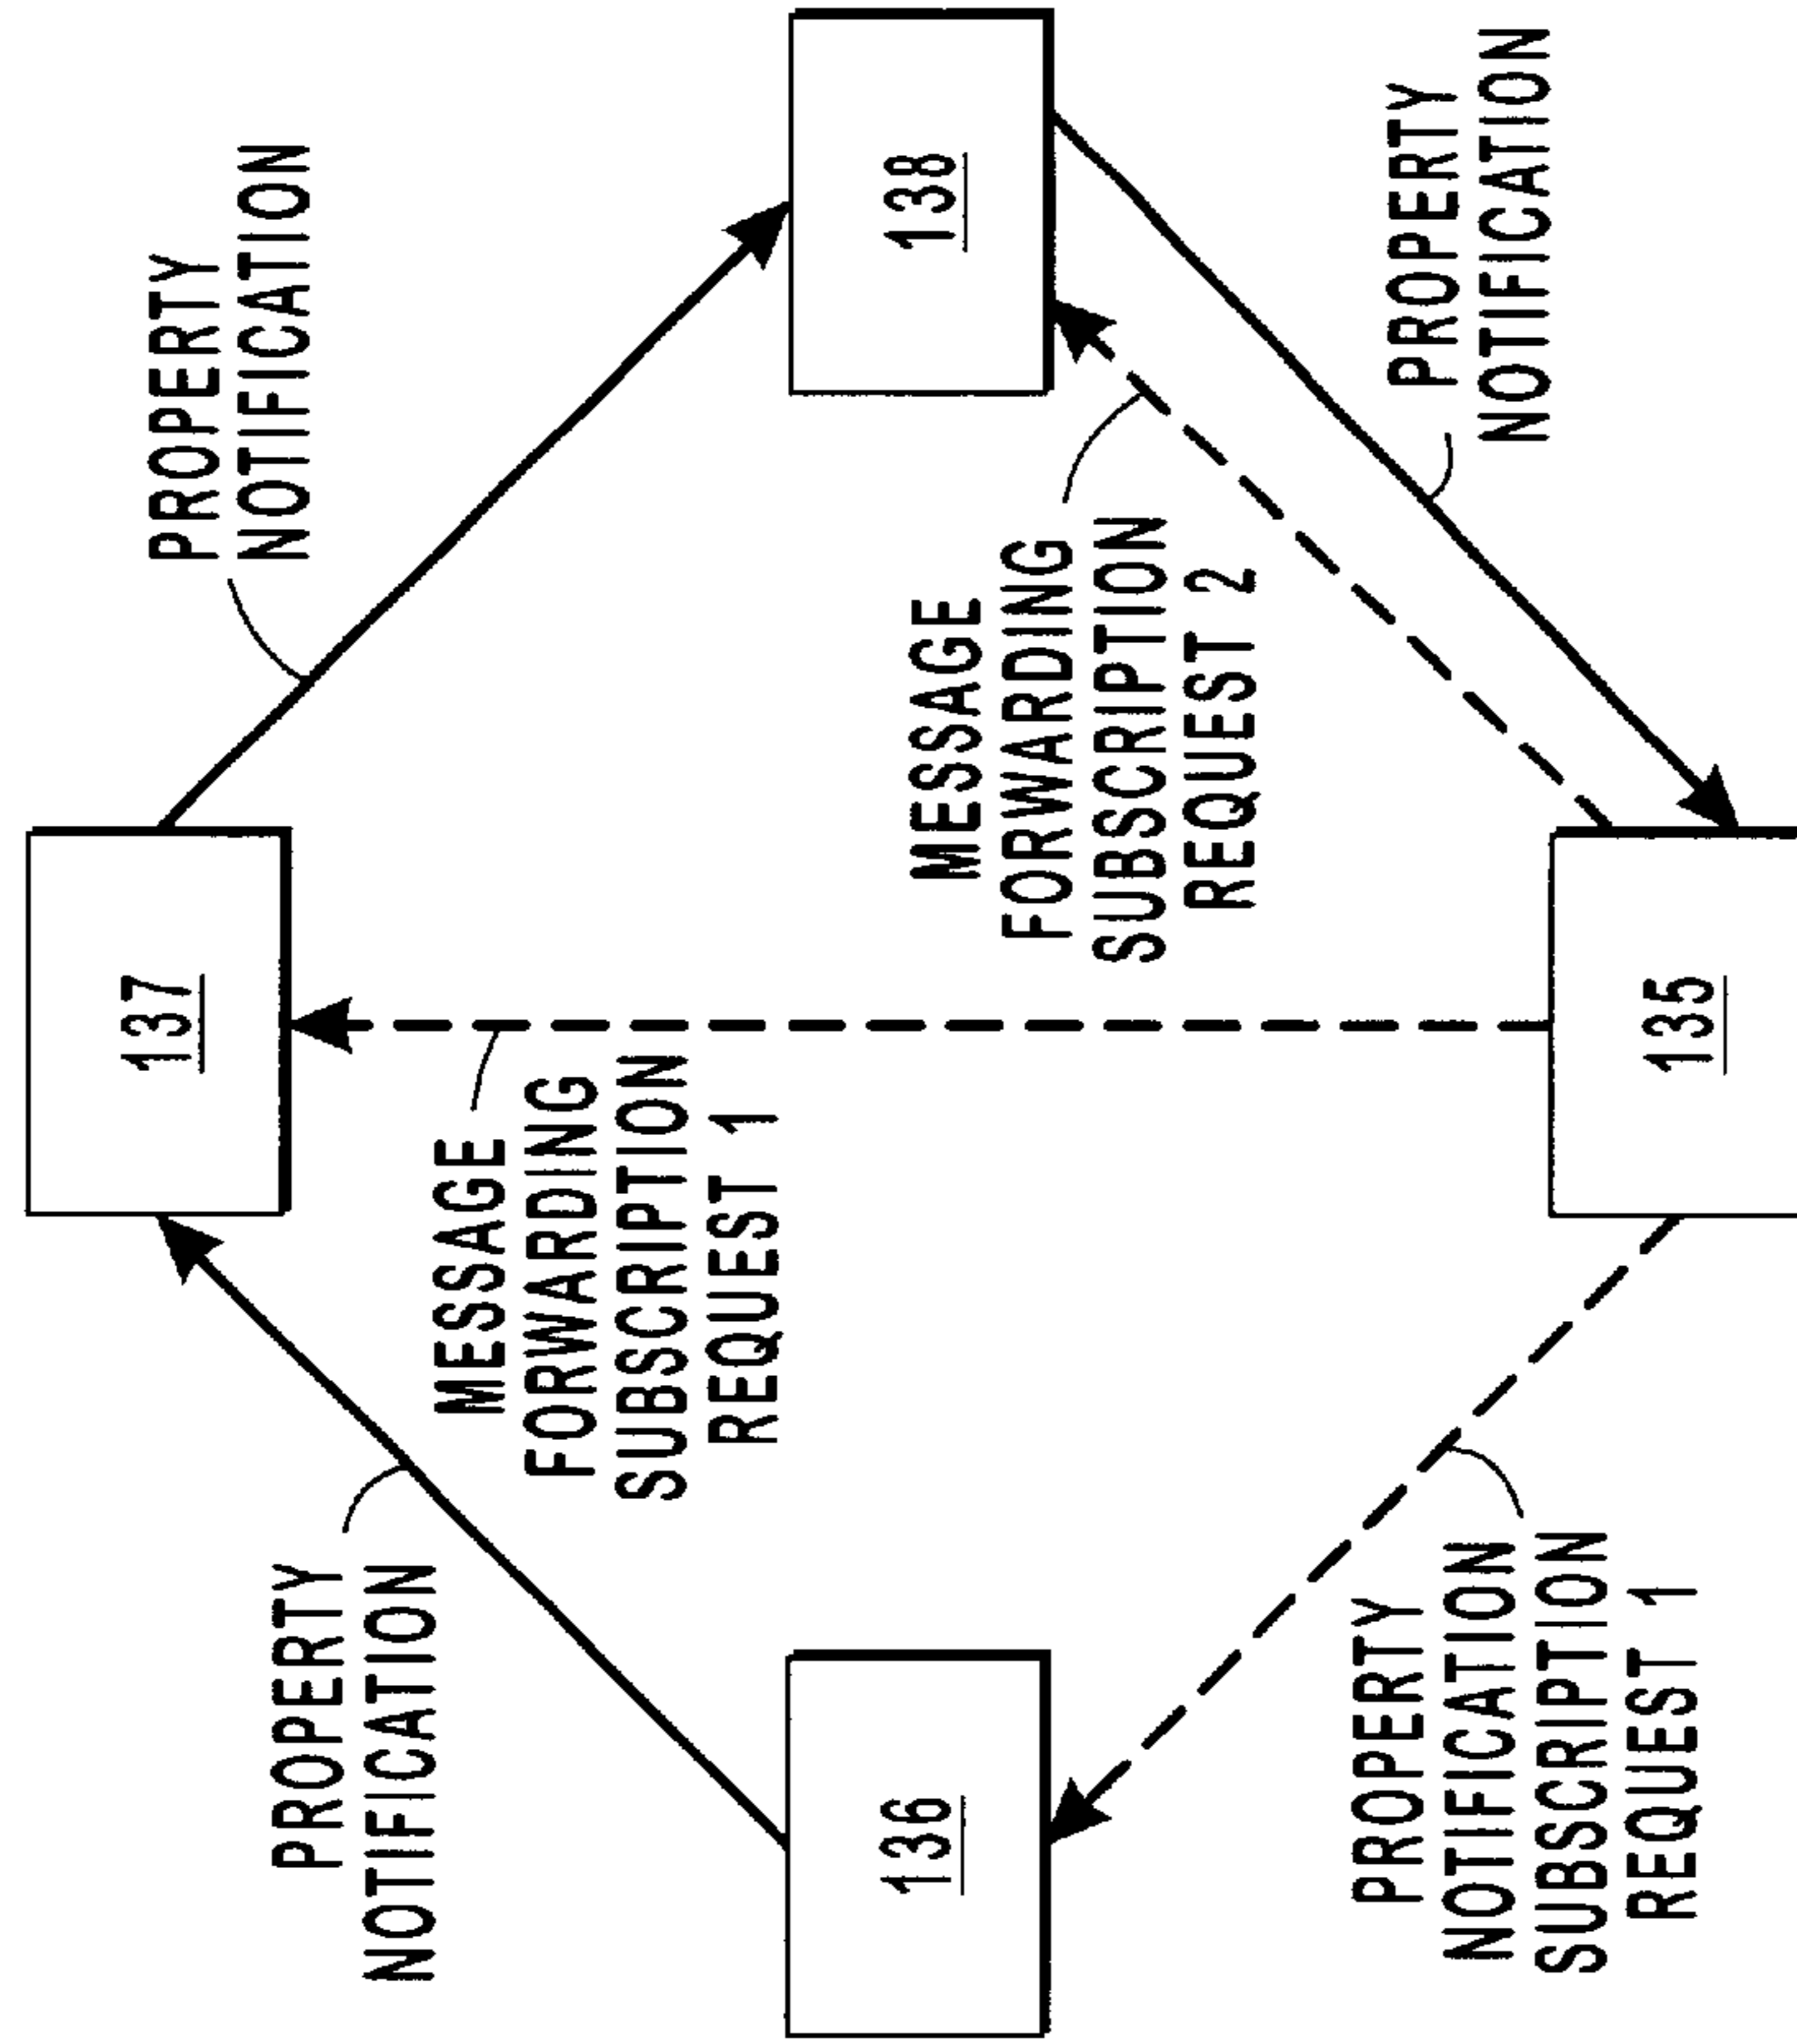 PROPERTY
NOTIFICATION
137
PROPERTY
NOTIFICATION
MESSAGE
FORWARDING
SUBSCRIPTION
REQUEST 1
136
138
MESSAGE
FORWARDING
SUBSCRIPTION
REQUEST 2
PROPERTY
NOTIFICATION
SUBSCRIPTION
REQUEST 1
135
PROPERTY
NOTIFICATION